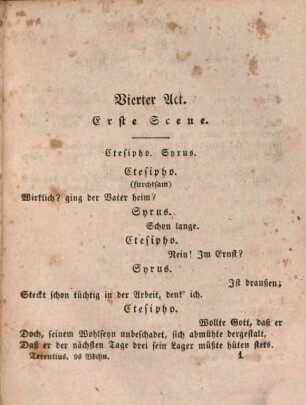 Vierter Act.
Erste Scene.
Ctesipho. Syrus.
Ctesipho.
(furchtsam)
Wirklich? ging der Vater heim?
Syrus.
Schon lange.
Ctesipho.
Nein! Im Ernst?
Syrus.
Ist draußen;
Steckt schon tüchtig in der Arbeit, denk' ich.
Ctesipho.
Wollte Gott, daß er
Doch, seinem Wohlseyn unbeschadet, sich abmühte dergestalt,
Daß er der nächsten Tage drei sein Lager müßte hüten stets.
Terentius. 98 Bdchn. 1